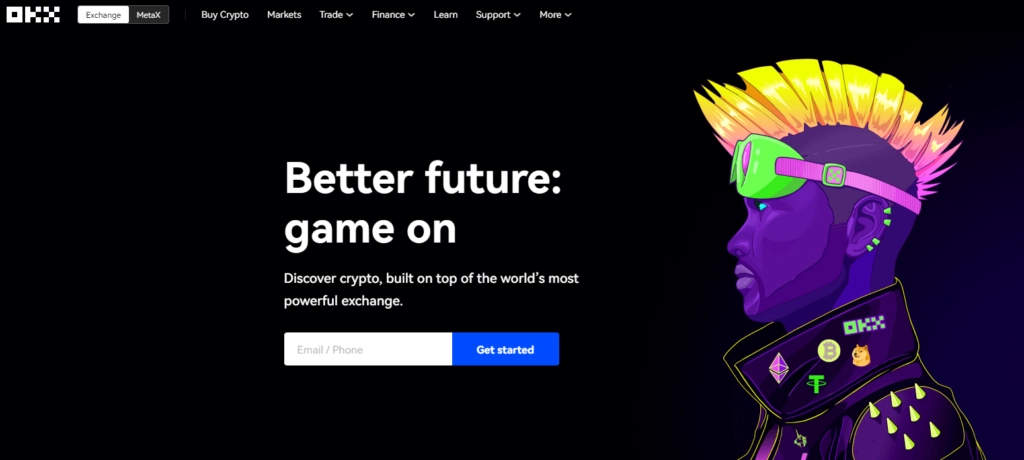 OKX
Exchange MetaX Buy Crypto Markets Trade Finance Learn Support More
Better future:
game on
Discover crypto, built on top of the world’s most
powerful exchange.
Email / Phone Get started
OKX